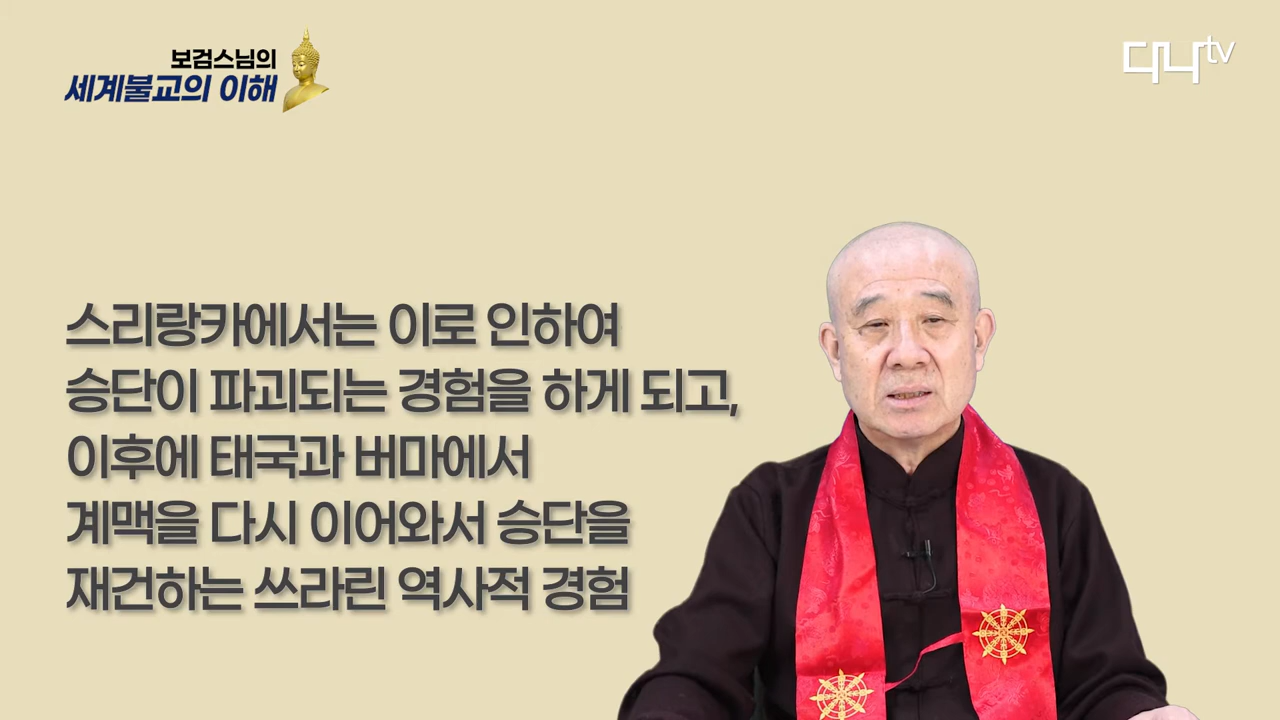 보검스님의
세계불교의 이해
다나tv
스리랑카에서는 이로 인하여
승단이 파괴되는 경험을 하게 되고,
이후에 태국과 버마에서
계맥을 다시 이어와서 승단을
재건하는 쓰라린 역사적 경험